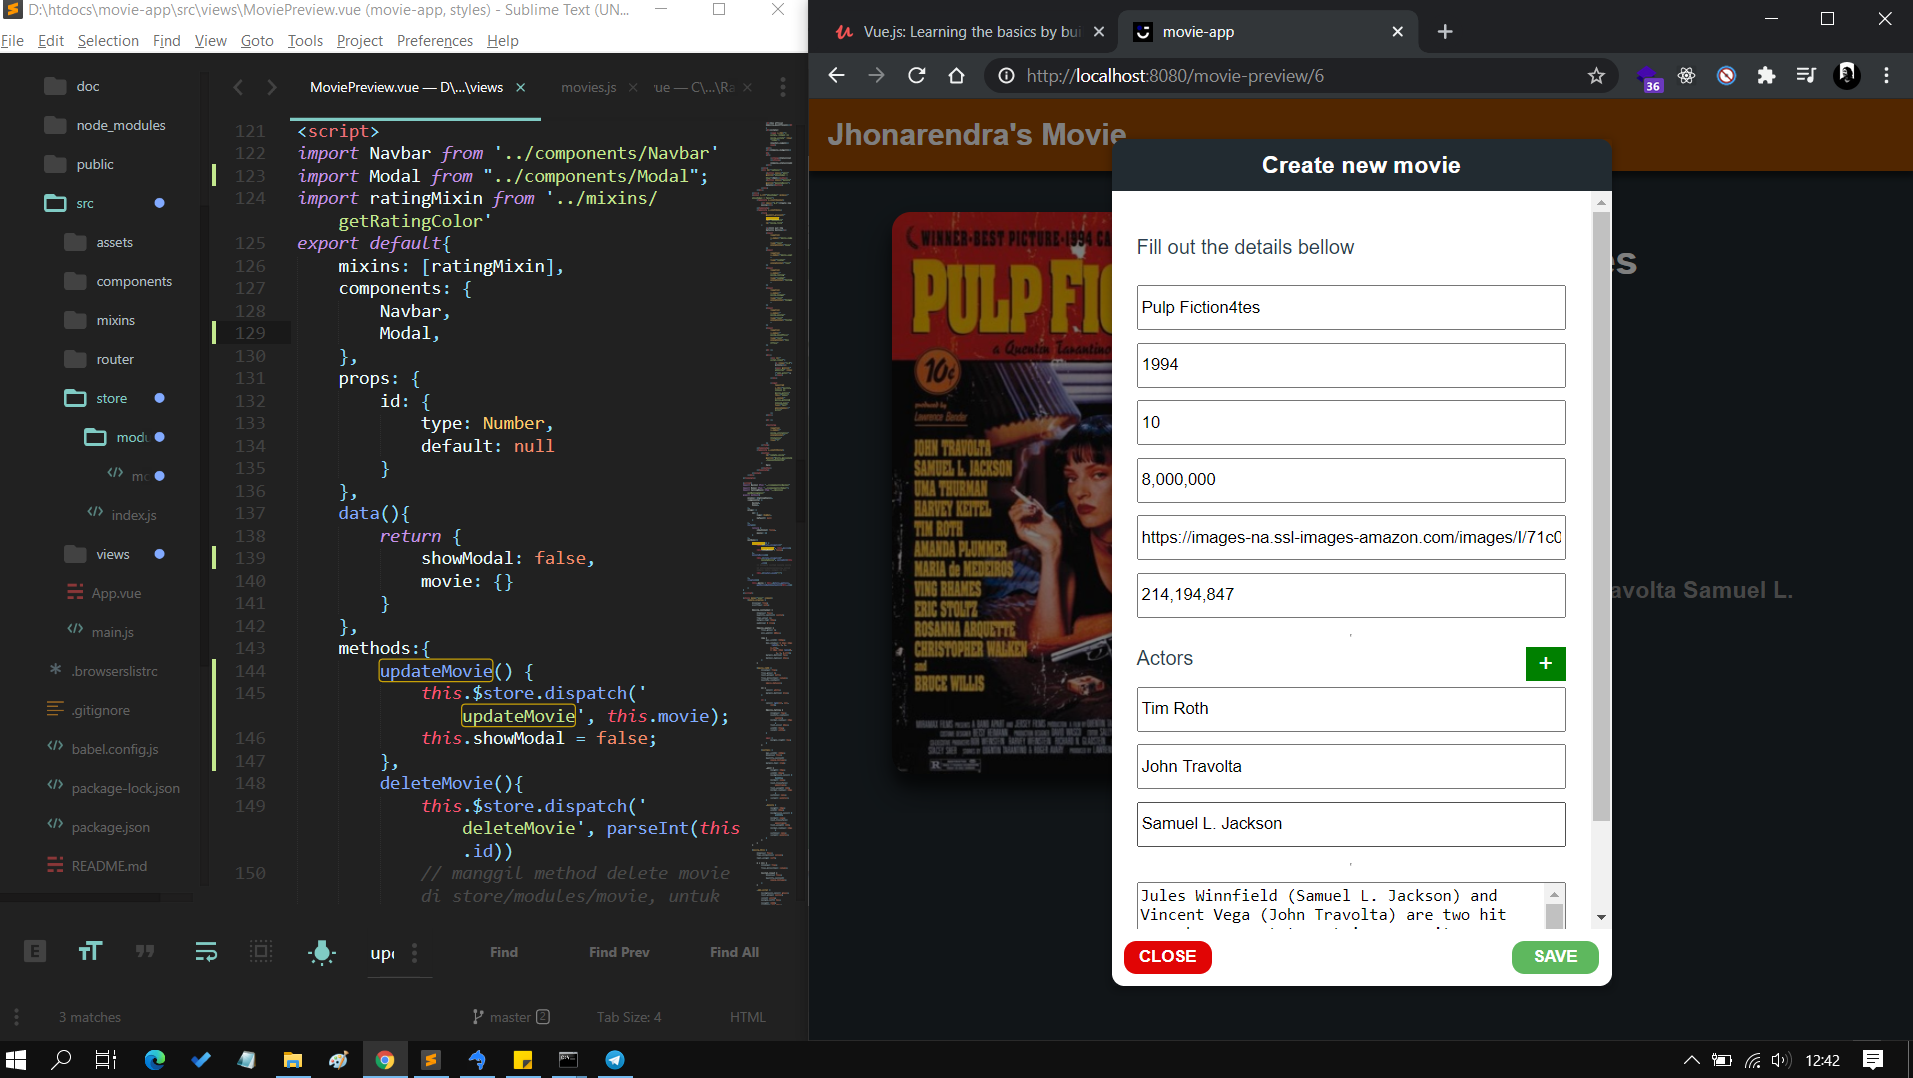 D:\htdocs\movie-app\src\views\MoviePreview.vue (movie-app, styles) - Sublime Text (UN...
File Edit Selection Find View Goto Tools Project Preferences Help
doc
node_modules
public
src
assets
components
mixins
router
store
modu
mc
index.js
views
App.vue
main.js
.browserslistrc
.gitignore
babel.config.js
package-lock.json
package.json
README.md
MoviePreview.vue — D\...\views
movies.js
'ue — C\...\Ra
121 <script>
122 import Navbar from '../components/Navbar'
123 import Modal from "../components/Modal";
124 import ratingMixin from '../mixins/
getRatingColor'
125 export default{
126 mixins: [ratingMixin],
127 components: {
128 Navbar,
129 Modal,
130 },
131 props: {
132 id: {
133 type: Number,
134 default: null
135 }
136 },
137 data(){
138 return {
139 showModal: false,
140 movie: {}
141 }
142 },
143 methods:{
144 updateMovie() {
145 this.$store.dispatch('
updateMovie', this.movie);
146 this.showModal = false;
147 },
148 deleteMovie(){
149 this.$store.dispatch('
deleteMovie', parseInt(this
.id))
150 // manggil method delete movie
di store/modules/movie, untuk
upd
Find
Find Prev
Find All
3 matches
master 2
Tab Size: 4
HTML
Vue.js: Learning the basics by bui
movie-app
http://localhost:8080/movie-preview/6
36
Jhonarendra's Movie
WINNER-BEST PICTURE-1994 CA
PULP FI
a Quentin Tarantino
10¢
produced by
Lawrence Bender
JOHN TRAVOLTA
SAMUEL L. JACKSON
UMA THURMAN
HARVEY KEITEL
TIM ROTH
AMANDA PLUMMER
MARIA de MEDEIROS
VING RHAMES
ERIC STOLTZ
ROSANNA ARQUETTE
CHRISTOPHER WALKEN
and
BRUCE WILLIS
R
es
avolta Samuel L.
Create new movie
Fill out the details bellow
Pulp Fiction4tes
1994
10
8,000,000
https://images-na.ssl-images-amazon.com/images/I/71c0
214,194,847
,
Actors
+
Tim Roth
John Travolta
Samuel L. Jackson
,
Jules Winnfield (Samuel L. Jackson) and
Vincent Vega (John Travolta) are two hit
CLOSE
SAVE
12:42